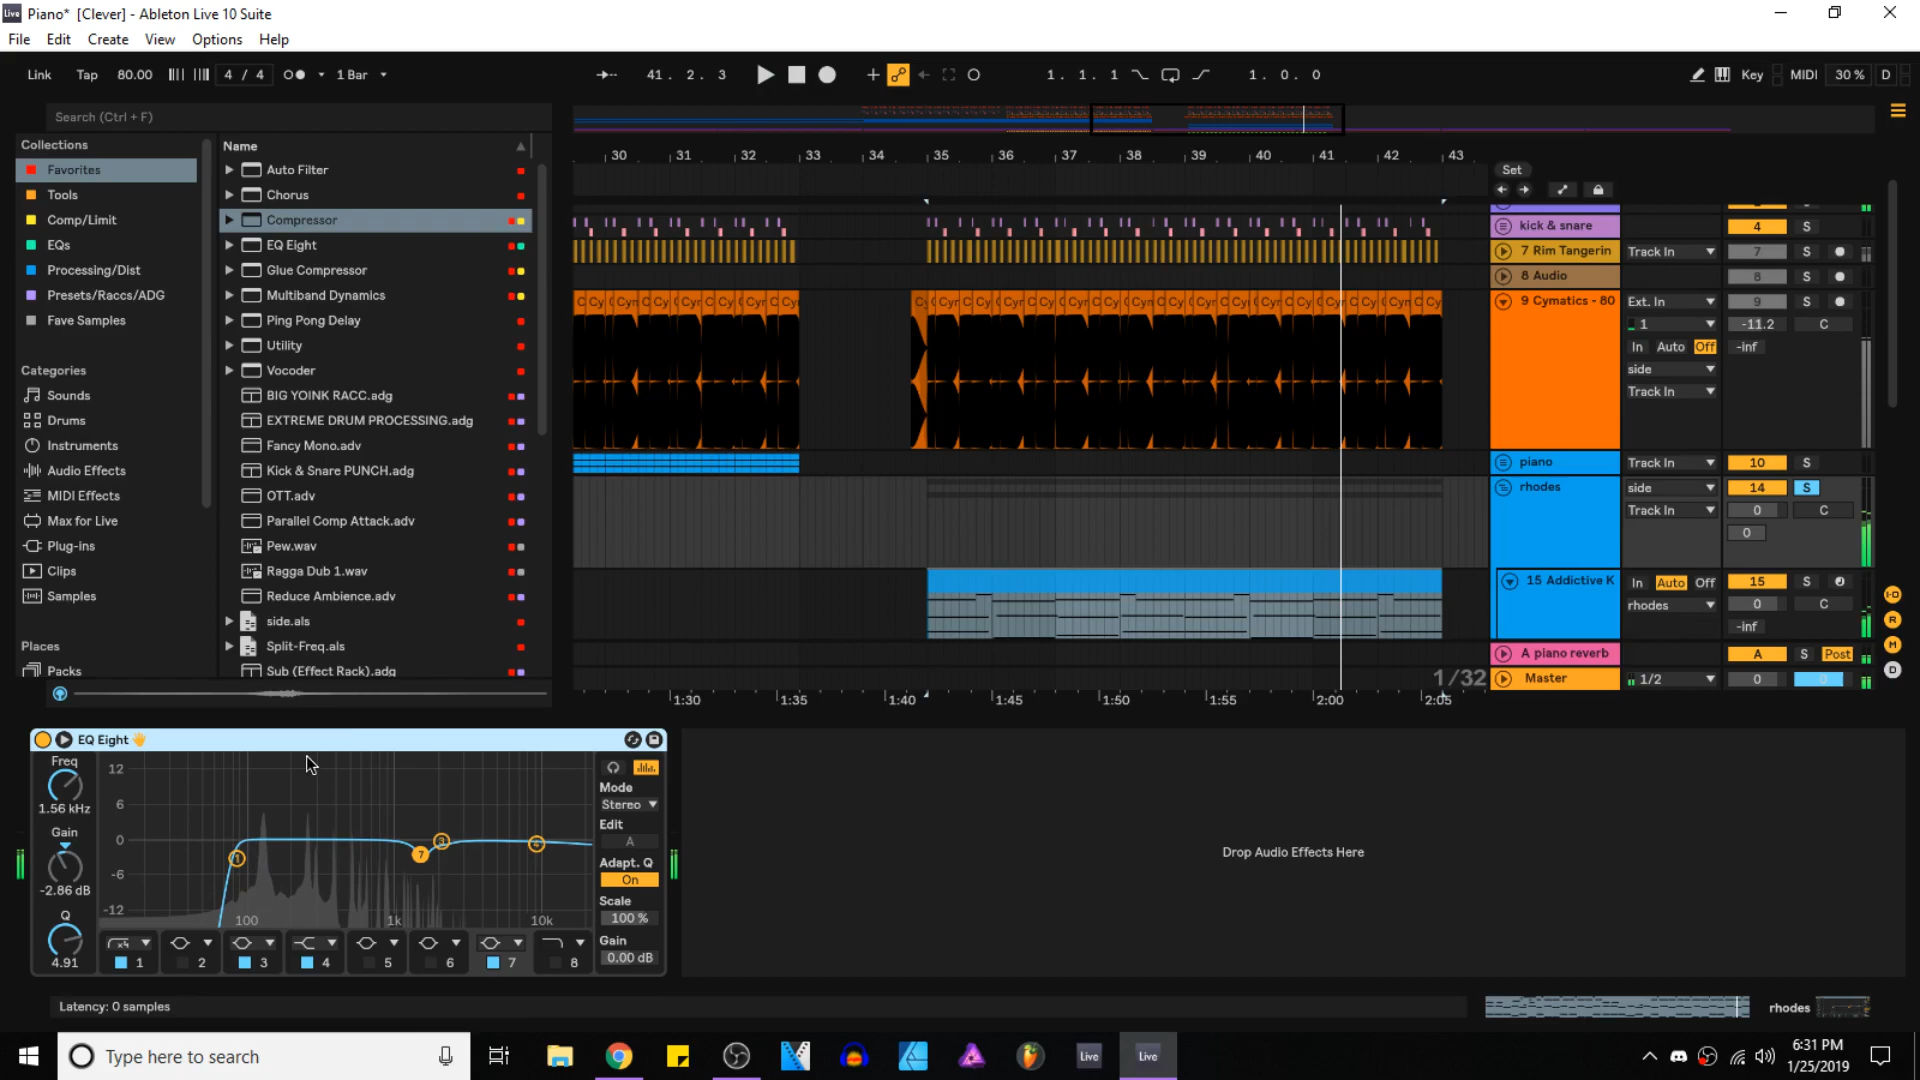 Live Piano* [Clever] - Ableton Live 10 Suite
File Edit Create View Options Help
Link Tap 80.00 4 / 4 1 Bar 41. 2. 3 1. 1. 1 1. 0. 0 Key MIDI 30 % D
Search (Ctrl + F)
Collections
Favorites
Tools
Comp/Limit
EQs
Processing/Dist
Presets/Raccs/ADG
Fave Samples
Categories
Sounds
Drums
Instruments
Audio Effects
MIDI Effects
Max for Live
Plug-ins
Clips
Samples
Places
Packs
Name
Auto Filter
Chorus
Compressor
EQ Eight
Glue Compressor
Multiband Dynamics
Ping Pong Delay
Utility
Vocoder
BIG YOINK RACC.adg
EXTREME DRUM PROCESSING.adg
Fancy Mono.adv
Kick & Snare PUNCH.adg
OTT.adv
Parallel Comp Attack.adv
Pew.wav
Ragga Dub 1.wav
Reduce Ambience.adv
side.als
Split-Freq.als
Sub (Effect Rack).adg
30 31 32 33 34 35 36 37 38 39 40 41 42 43
Set
kick & snare 4 S
7 Rim Tangerin Track In 7 S
8 Audio 8 S
9 Cymatics - 80 Ext. In 9 S
1 -11.2 C
In Auto Off -inf
side
Track In
piano Track In 10 S
rhodes side 14 S
Track In 0 C
0
15 Addictive K In Auto Off 15 S
rhodes 0 C
-inf
A piano reverb A S Post
Master 1/2 0 0
1/32
1:30 1:35 1:40 1:45 1:50 1:55 2:00 2:05
R
M
D
EQ Eight
Freq
1.56 kHz
Gain
-2.86 dB
Q
4.91
12
6
0
-6
-12
100 1k 10k
1 7 3 4
x4
1 2 3 4 5 6 7 8
Mode
Stereo
Edit
A
Adapt. Q
On
Scale
100 %
Gain
0.00 dB
Drop Audio Effects Here
Latency: 0 samples
rhodes
Type here to search
Live
Live
6:31 PM
1/25/2019